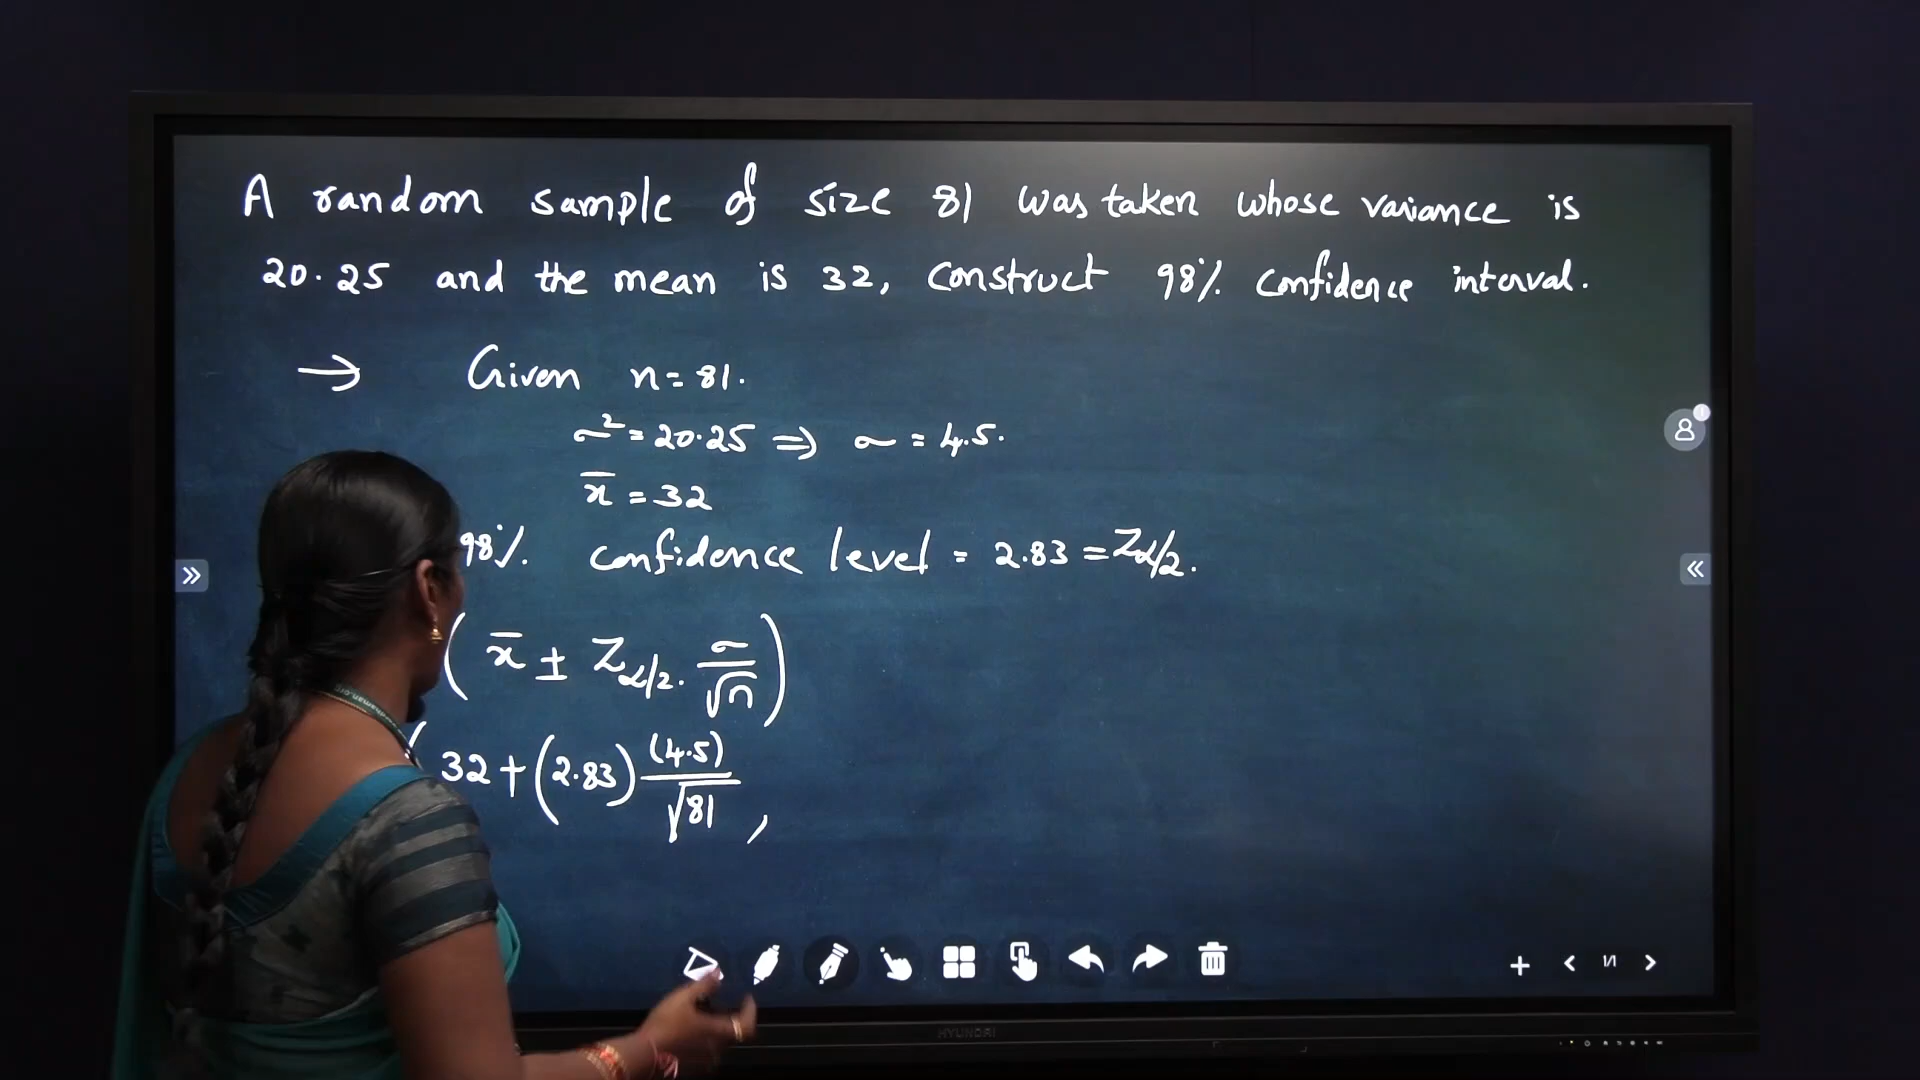 A random sample of size 81 was taken whose variance is
20.25 and the mean is 32, construct 98% confidence interval.
→ Given n=81.
σ²=20.25 ⇒ σ = 4.5.
x̄ = 32
98%. confidence level = 2.83 = Zα/2.
(x̄ ± Zα/2. σ/√n)
(32+(2.83) (4.5)/√81 ,
HYUNDAI